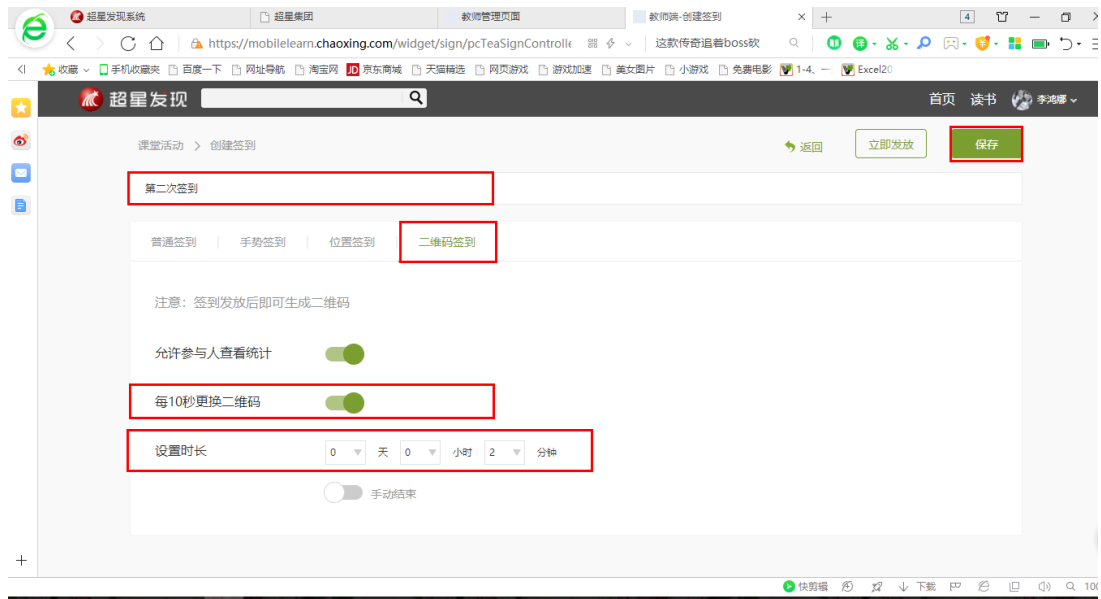 超星发现系统 超星集团 教师管理页面 教师端-创建签到 4
https://mobilelearn.chaoxing.com/widget/sign/pcTeaSignController 这款传奇追着boss砍
收藏 手机收藏夹 百度一下 网址导航 淘宝网 JD 京东商城 天猫精选 网页游戏 游戏加速 美女图片 小游戏 免费电影 1-4、一 Excel20
超星发现 首页 读书 李鸿娜
课堂活动 > 创建签到 返回 立即发放 保存
第二次签到
普通签到 手势签到 位置签到 二维码签到
注意：签到发放后即可生成二维码
允许参与人查看统计
每10秒更换二维码
设置时长 0 天 0 小时 2 分钟
手动结束
快剪辑 下载 100